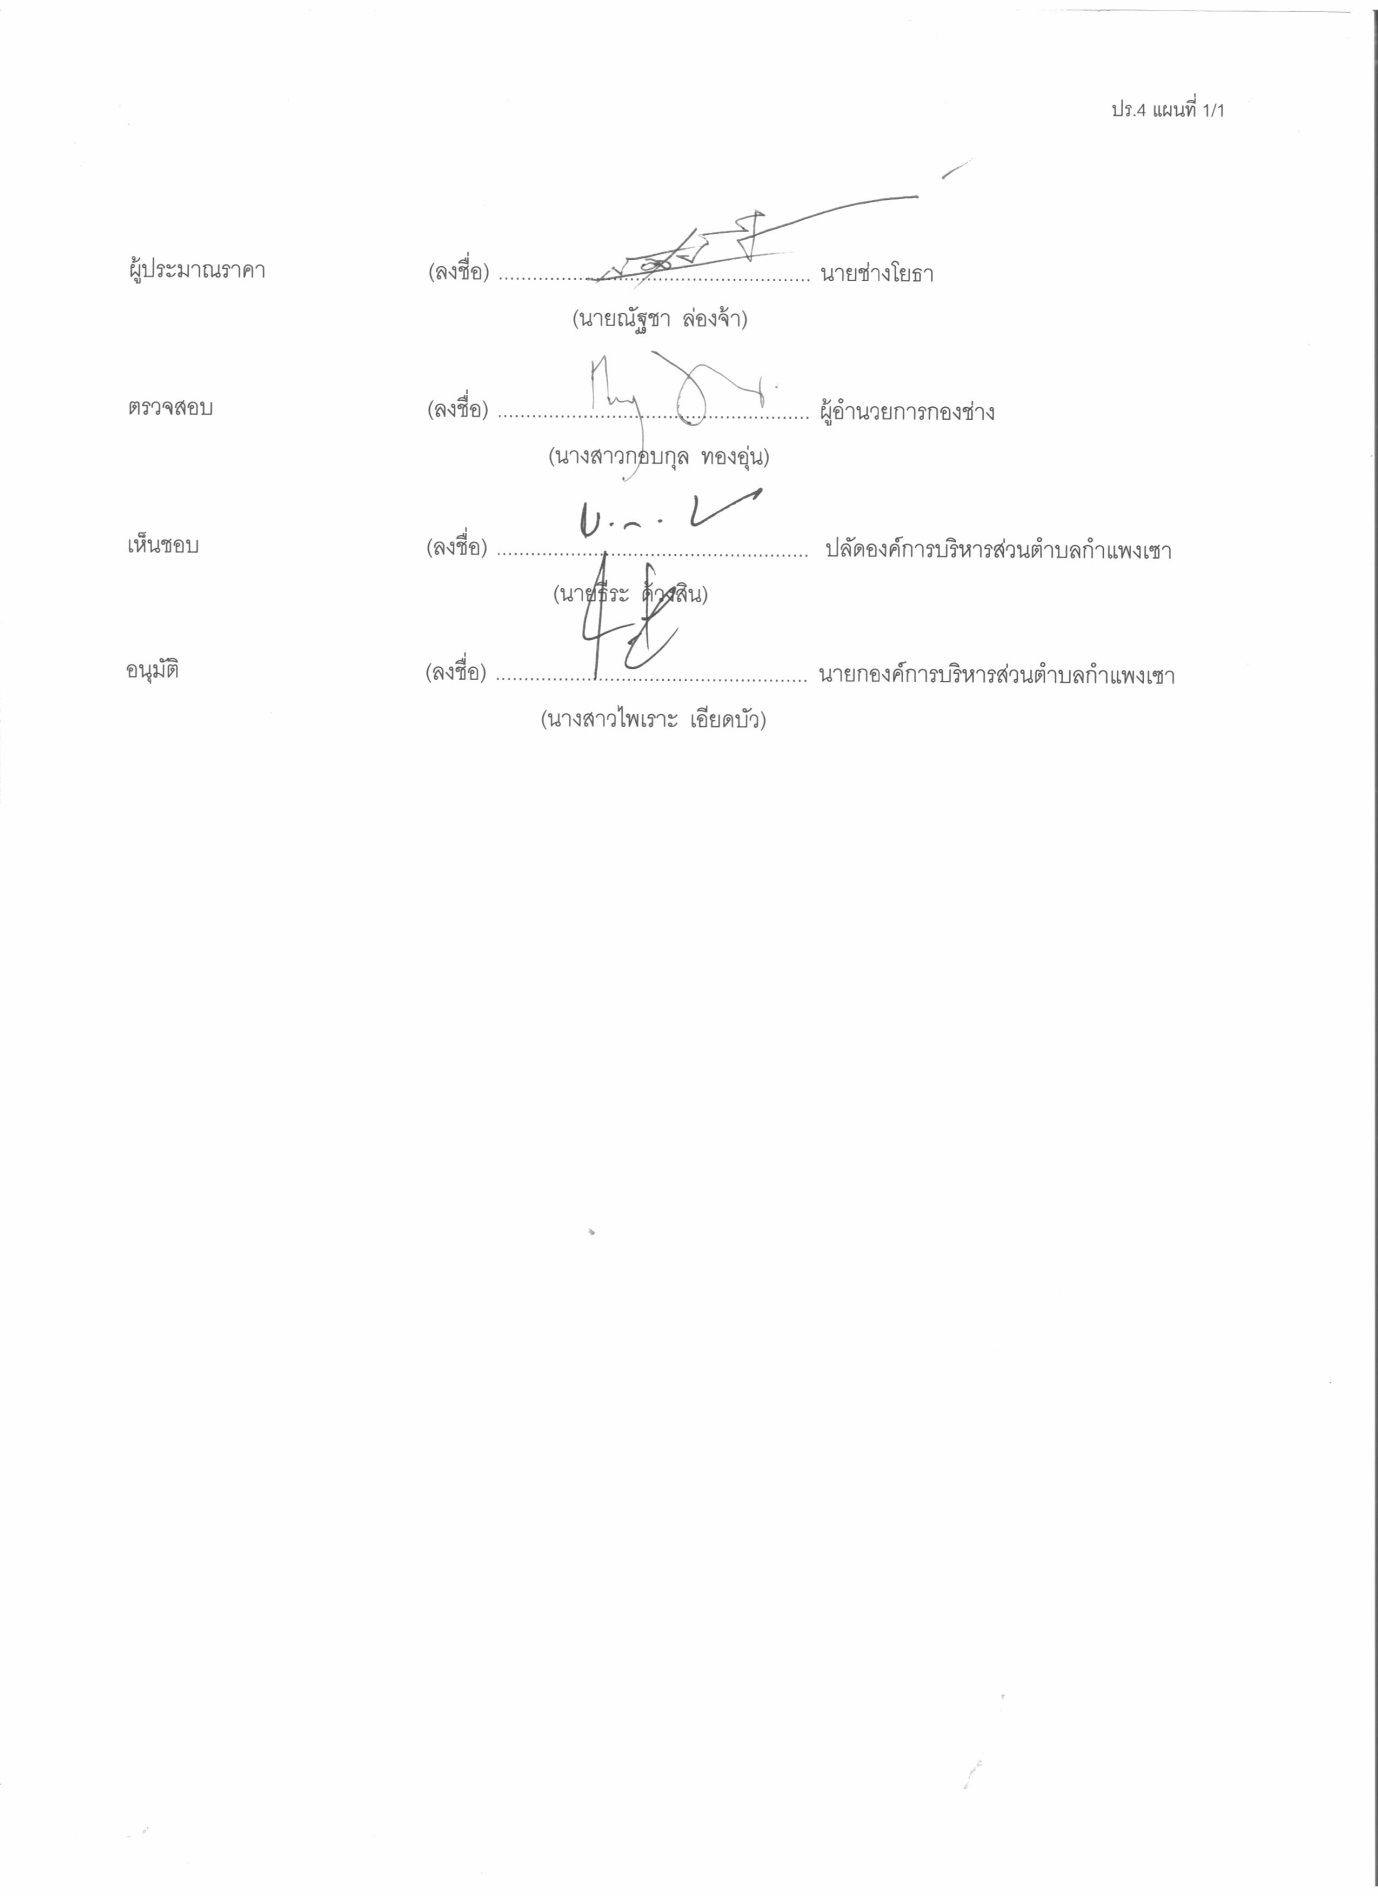 ปร.4 แผนที่ 1/1
ผู้ประมาณราคา (ลงชื่อ) ............................................................ นายช่างโยธา
(นายณัฐชา ล่องจ้า)
ตรวจสอบ (ลงชื่อ) ............................................................ ผู้อำนวยการกองช่าง
(นางสาวกอบกุล ทองอุ่น)
เห็นชอบ (ลงชื่อ) ............................................................ ปลัดองค์การบริหารส่วนตำบลกำแพงเซา
(นายธีระ ด้วงสิน)
อนุมัติ (ลงชื่อ) ............................................................ นายกองค์การบริหารส่วนตำบลกำแพงเซา
(นางสาวไพเราะ เอียดบัว)